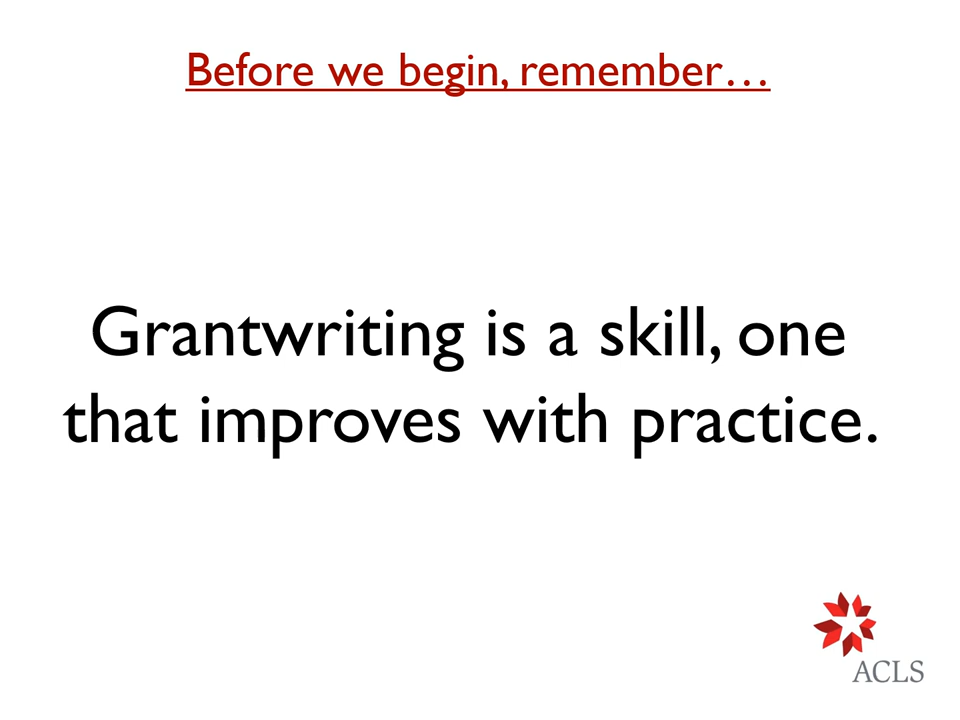 Before we begin, remember…
Grantwriting is a skill, one
that improves with practice.
ACLS